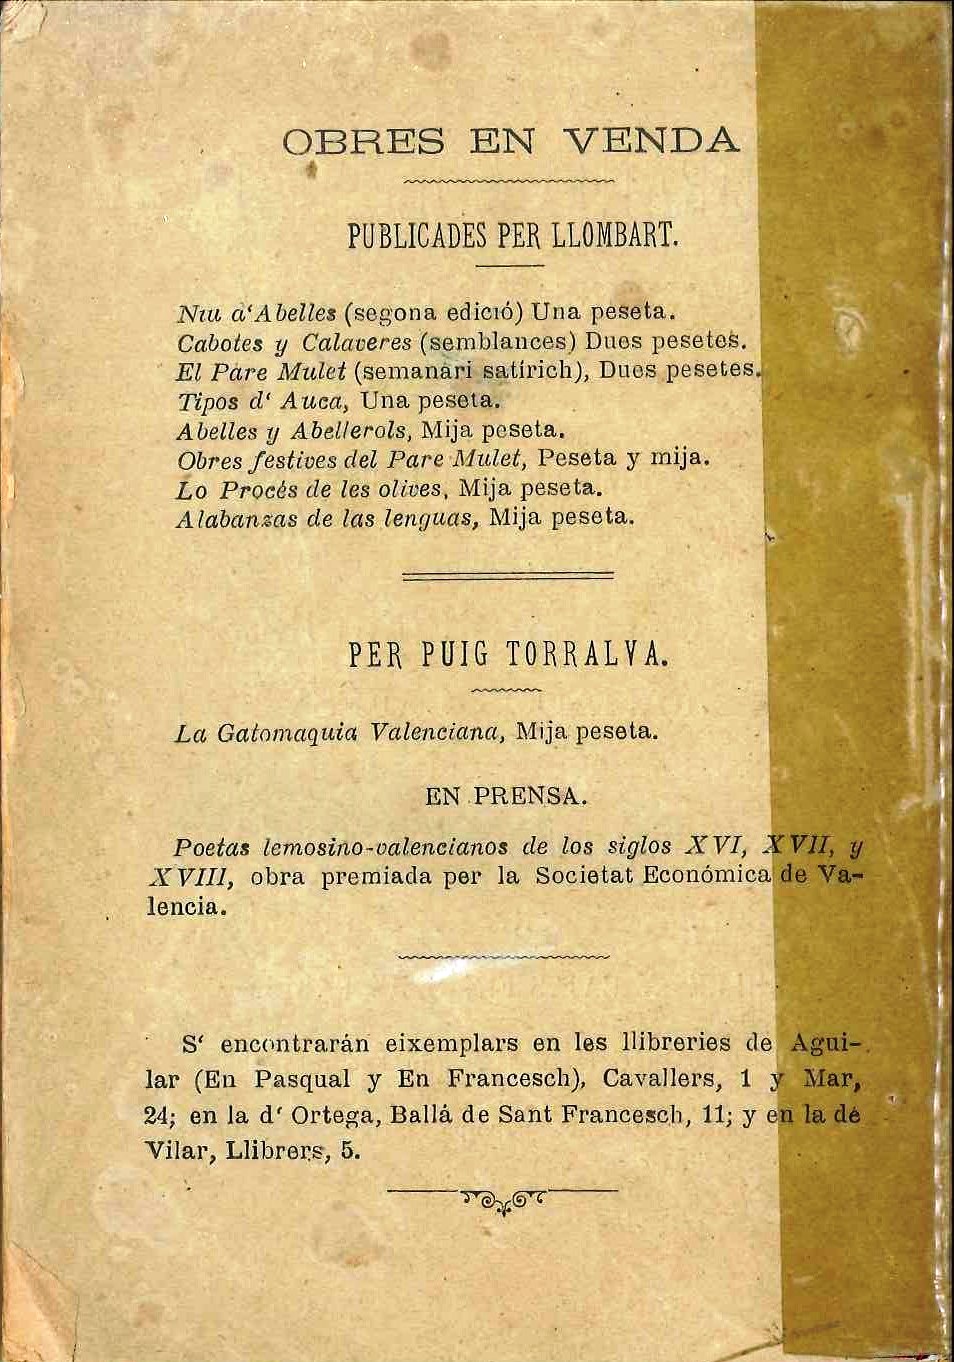 OBRES EN VENDA
PUBLICADES PER LLOMBART.
Niu d‘Abelles (segona edició) Una peseta.
Cabotes y Calaveres (semblances) Dues pesetes.
El Pare Mulet (semanari satírich), Dues pesetes.
Tipos d‘ Auca, Una peseta.
Abelles y Abellerols, Mija peseta.
Obres festives del Pare Mulet, Peseta y mija.
Lo Procés de les olives, Mija peseta.
Alabanzas de las lenguas, Mija peseta.
PER PUIG TORRALVA.
La Gatomaquia Valenciana, Mija peseta.
EN PRENSA.
Poetas lemosino-valencianos de los siglos XVI, XVII, y
XVIII, obra premiada per la Societat Económica de Va-
lencia.
S‘ encontrarán eixemplars en les llibreries de Agui-
lar (En Pasqual y En Francesch), Cavallers, 1 y Mar,
24; en la d‘ Ortega, Ballá de Sant Francesch, 11; y en la de
Vilar, Llibrers, 5.